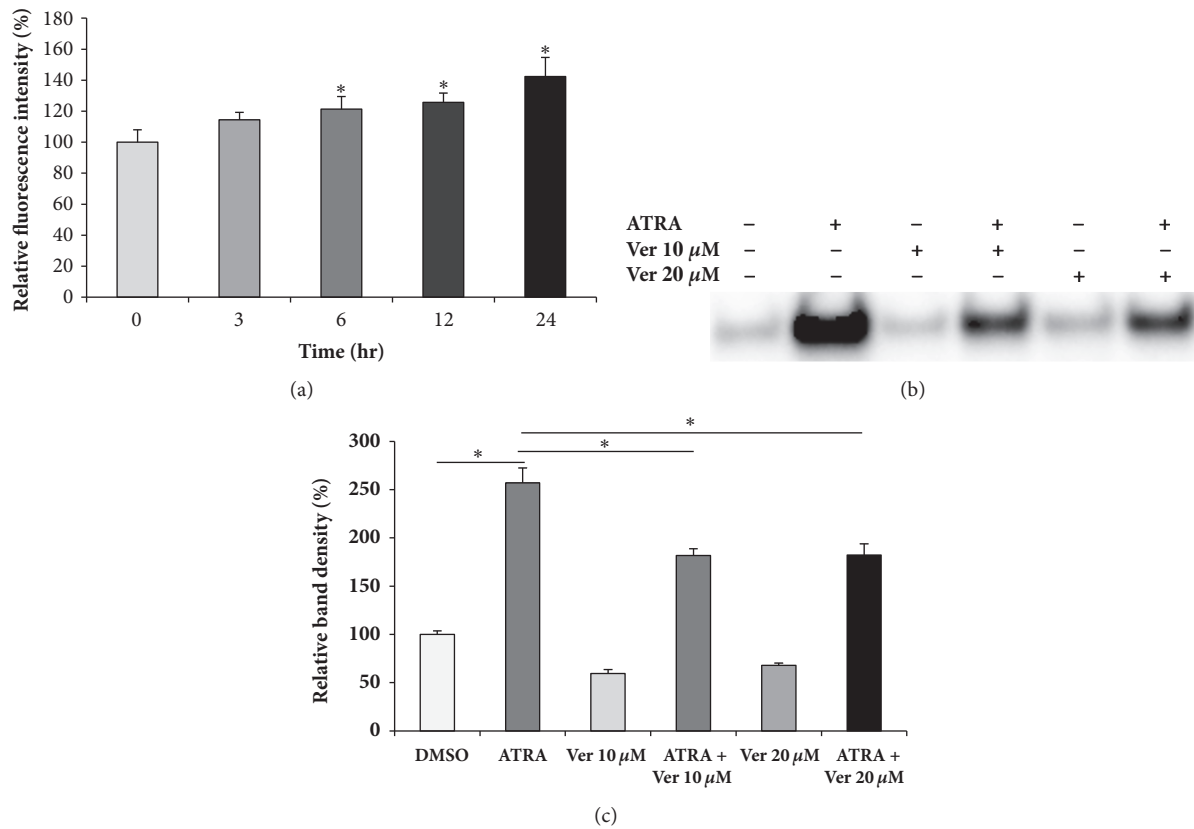 Relative fluorescence intensity (%)
180
160
140
120
100
80
60
40
20
0
*
*
*
0 3 6 12 24
Time (hr)
(a)
ATRA − + − + − +
Ver 10 μM − − + + − −
Ver 20 μM − − − − + +
(b)
Relative band density (%)
300
250
200
150
100
50
0
*
*
*
DMSO ATRA Ver 10 μM ATRA + Ver 20 μM ATRA +
Ver 10 μM Ver 20 μM
(c)